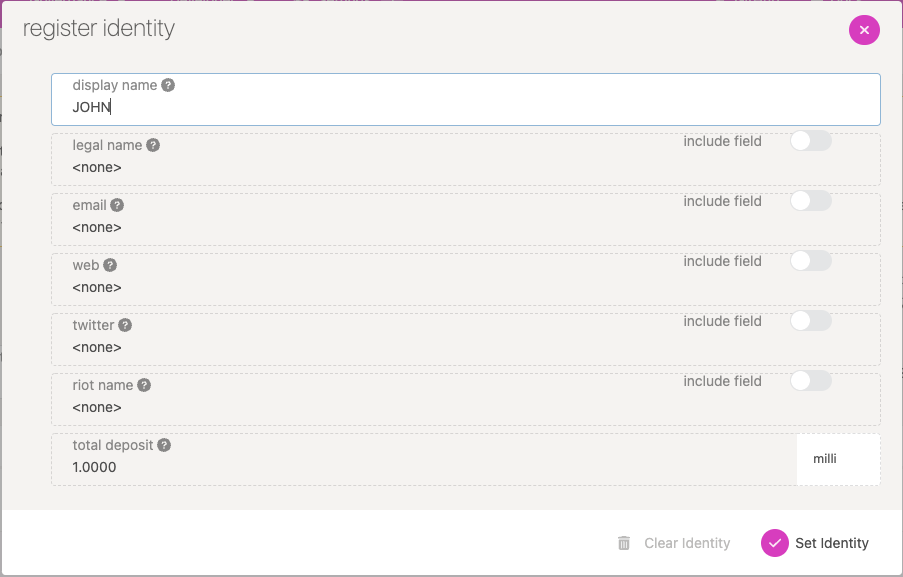 register identity
display name ?
JOHN
legal name ?
include field
<none>
email ?
include field
<none>
web ?
include field
<none>
twitter ?
include field
<none>
riot name ?
include field
<none>
total deposit ?
1.0000
milli
Clear Identity
Set Identity